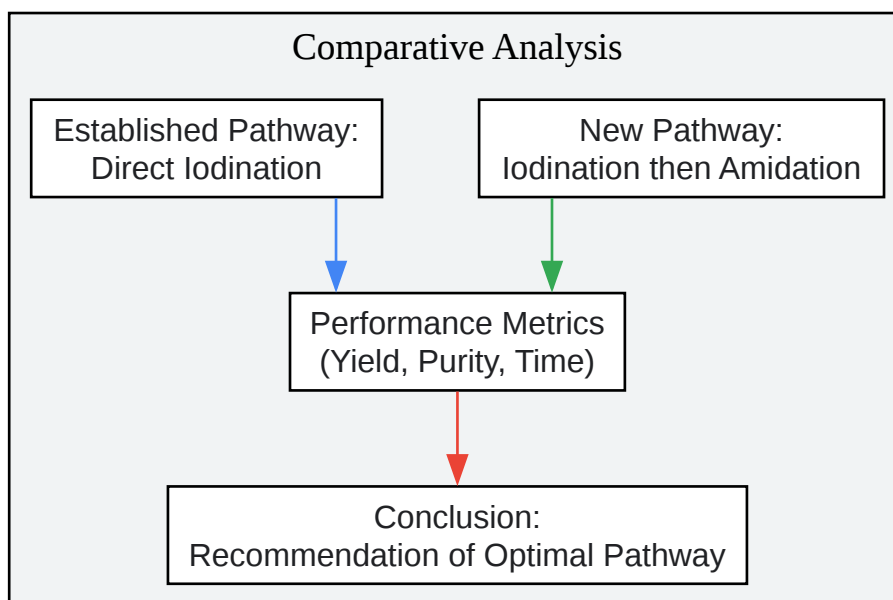 Comparative Analysis
Established Pathway:
Direct Iodination
New Pathway:
Iodination then Amidation
Performance Metrics
(Yield, Purity, Time)
Conclusion:
Recommendation of Optimal Pathway